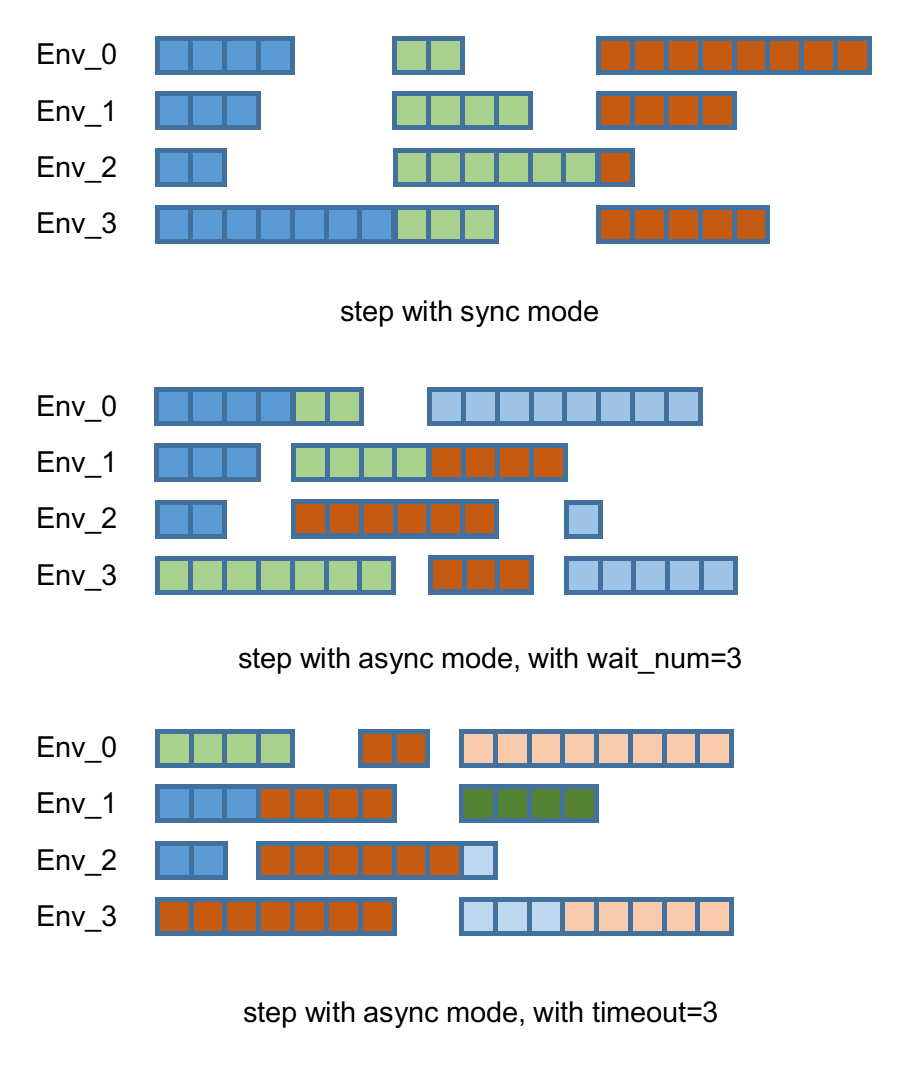 Env_0
Env_1
Env_2
Env_3
step with sync mode
Env_0
Env_1
Env_2
Env_3
step with async mode, with wait_num=3
Env_0
Env_1
Env_2
Env_3
step with async mode, with timeout=3